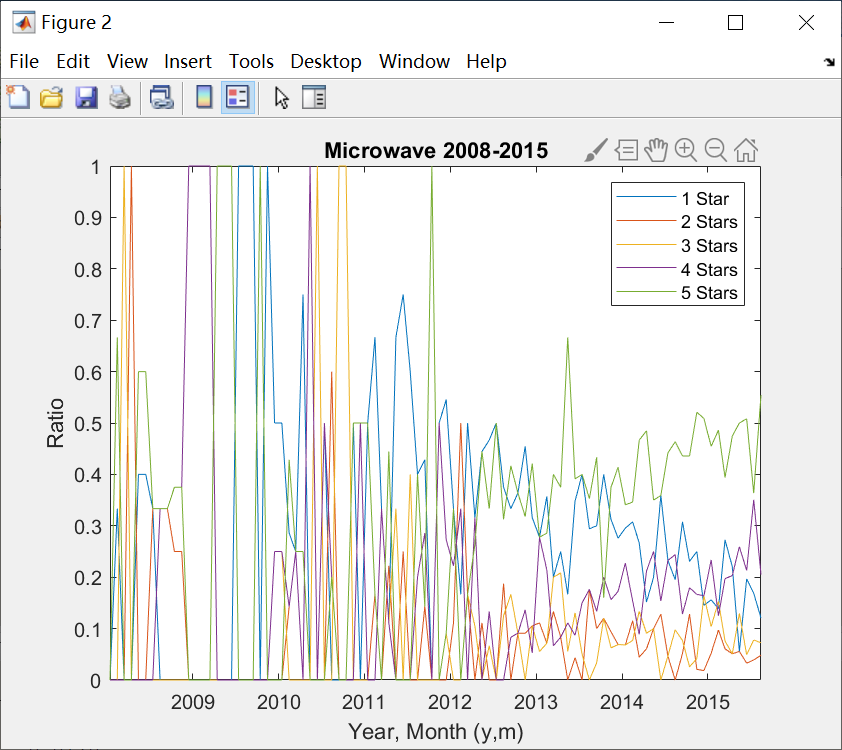 Figure 2
File Edit View Insert Tools Desktop Window Help
Microwave 2008-2015
1
0.9
0.8
0.7
0.6
0.5
0.4
0.3
0.2
0.1
0
Ratio
1 Star
2 Stars
3 Stars
4 Stars
5 Stars
2009 2010 2011 2012 2013 2014 2015
Year, Month (y,m)